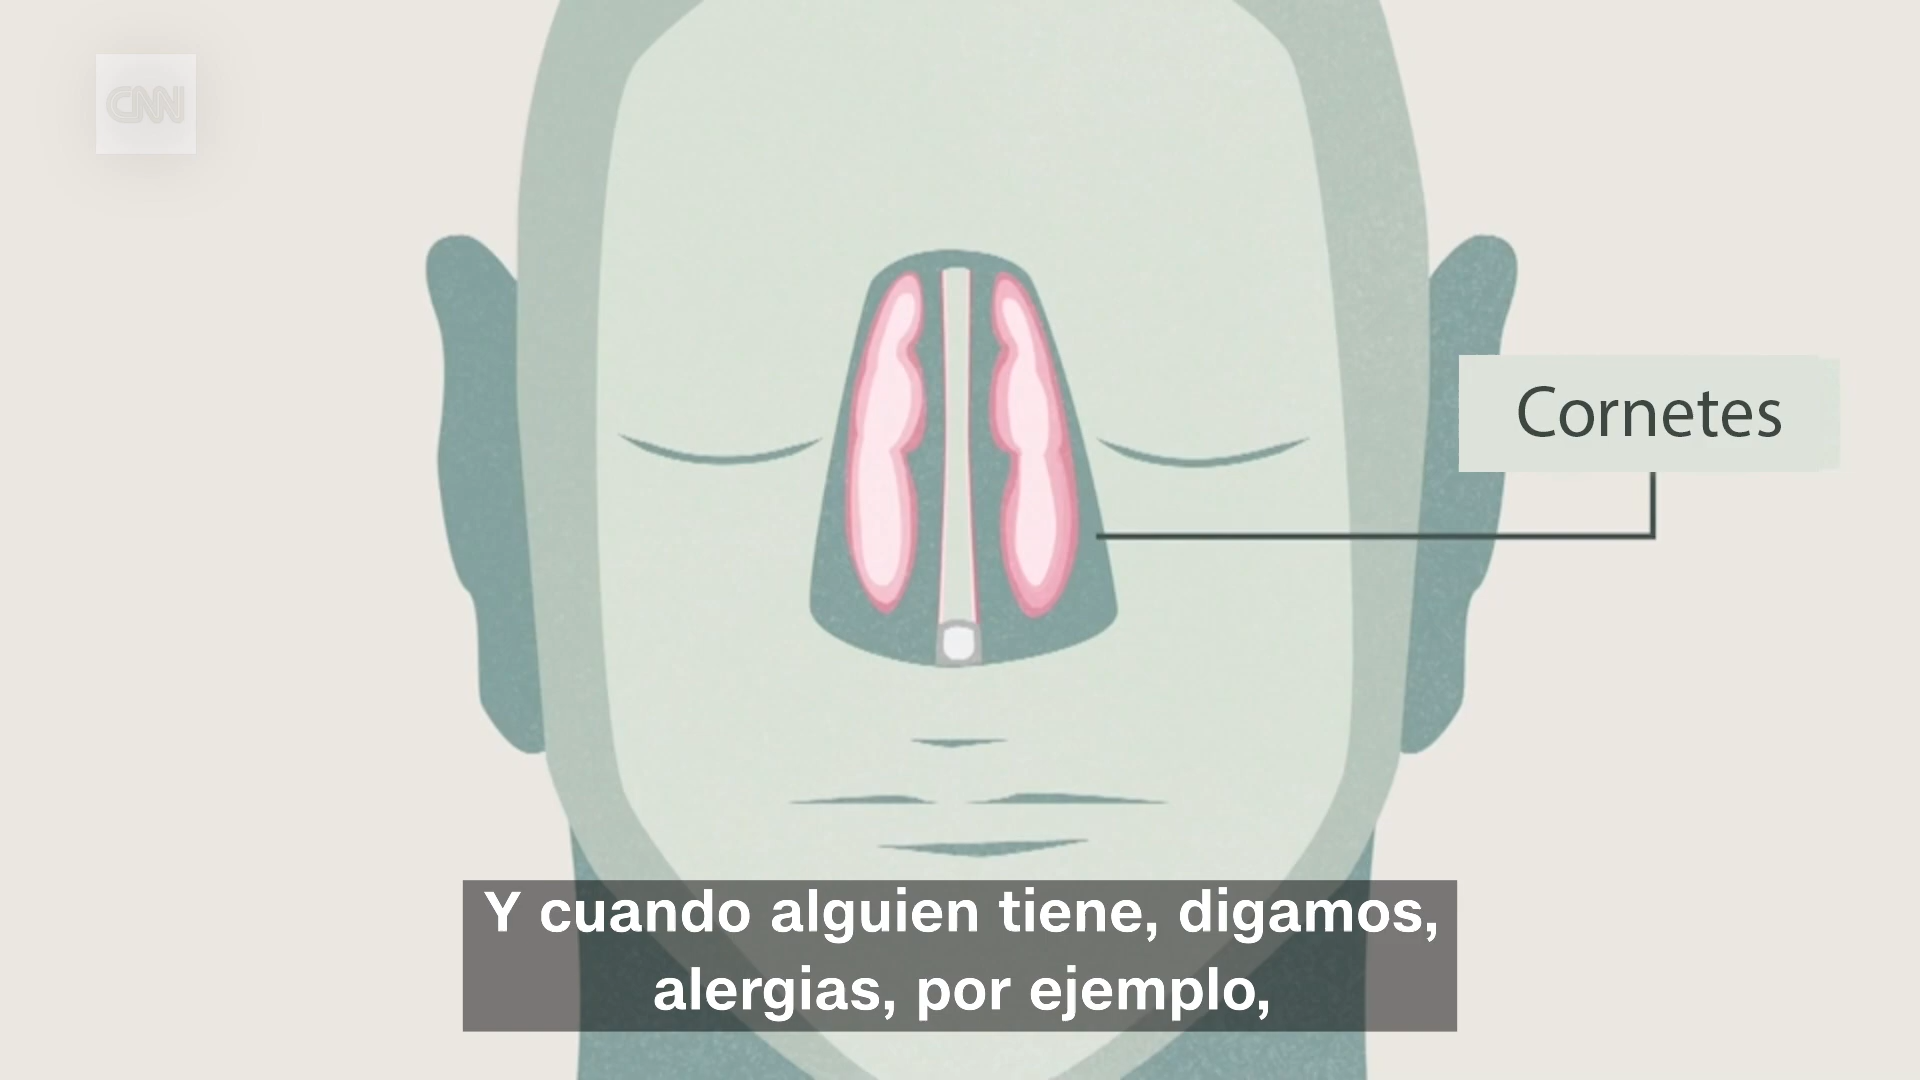 CNN
Cornetes
Y cuando alguien tiene, digamos,
alergias, por ejemplo,